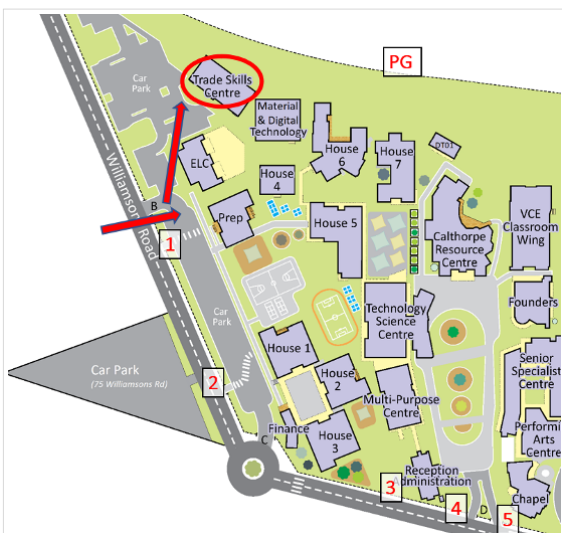 PG
Car
Park
Trade Skills
Centre
Material
& Digital
Technology
House
6
House
7
DT01
ELC
House
4
Williamsons Road
B
1
Prep
House 5
Calthorpe
Resource
Centre
VCE
Classroom
Wing
Car
Park
Technology
Science
Centre
Founders
House 1
House
2
Multi-Purpose
Centre
Senior
Specialist
Centre
Car Park
(75 Williamsons Rd)
2
C
Finance
House
3
Performing
Arts
Centre
Reception
Administration
3
4
D
5
Chapel